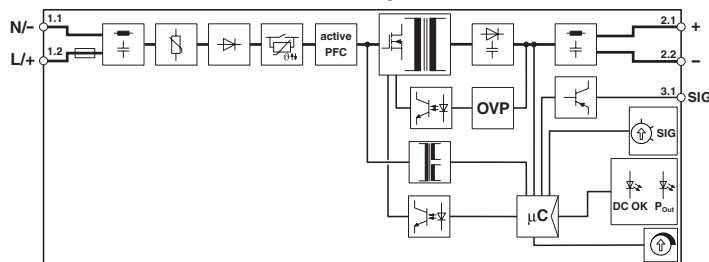 N/-
1.1
L/+
1.2
active
PFC
2.1
+
2.2
–
3.1
SIG
OVP
SIG
µC
DC OK
P_Out
ϑ